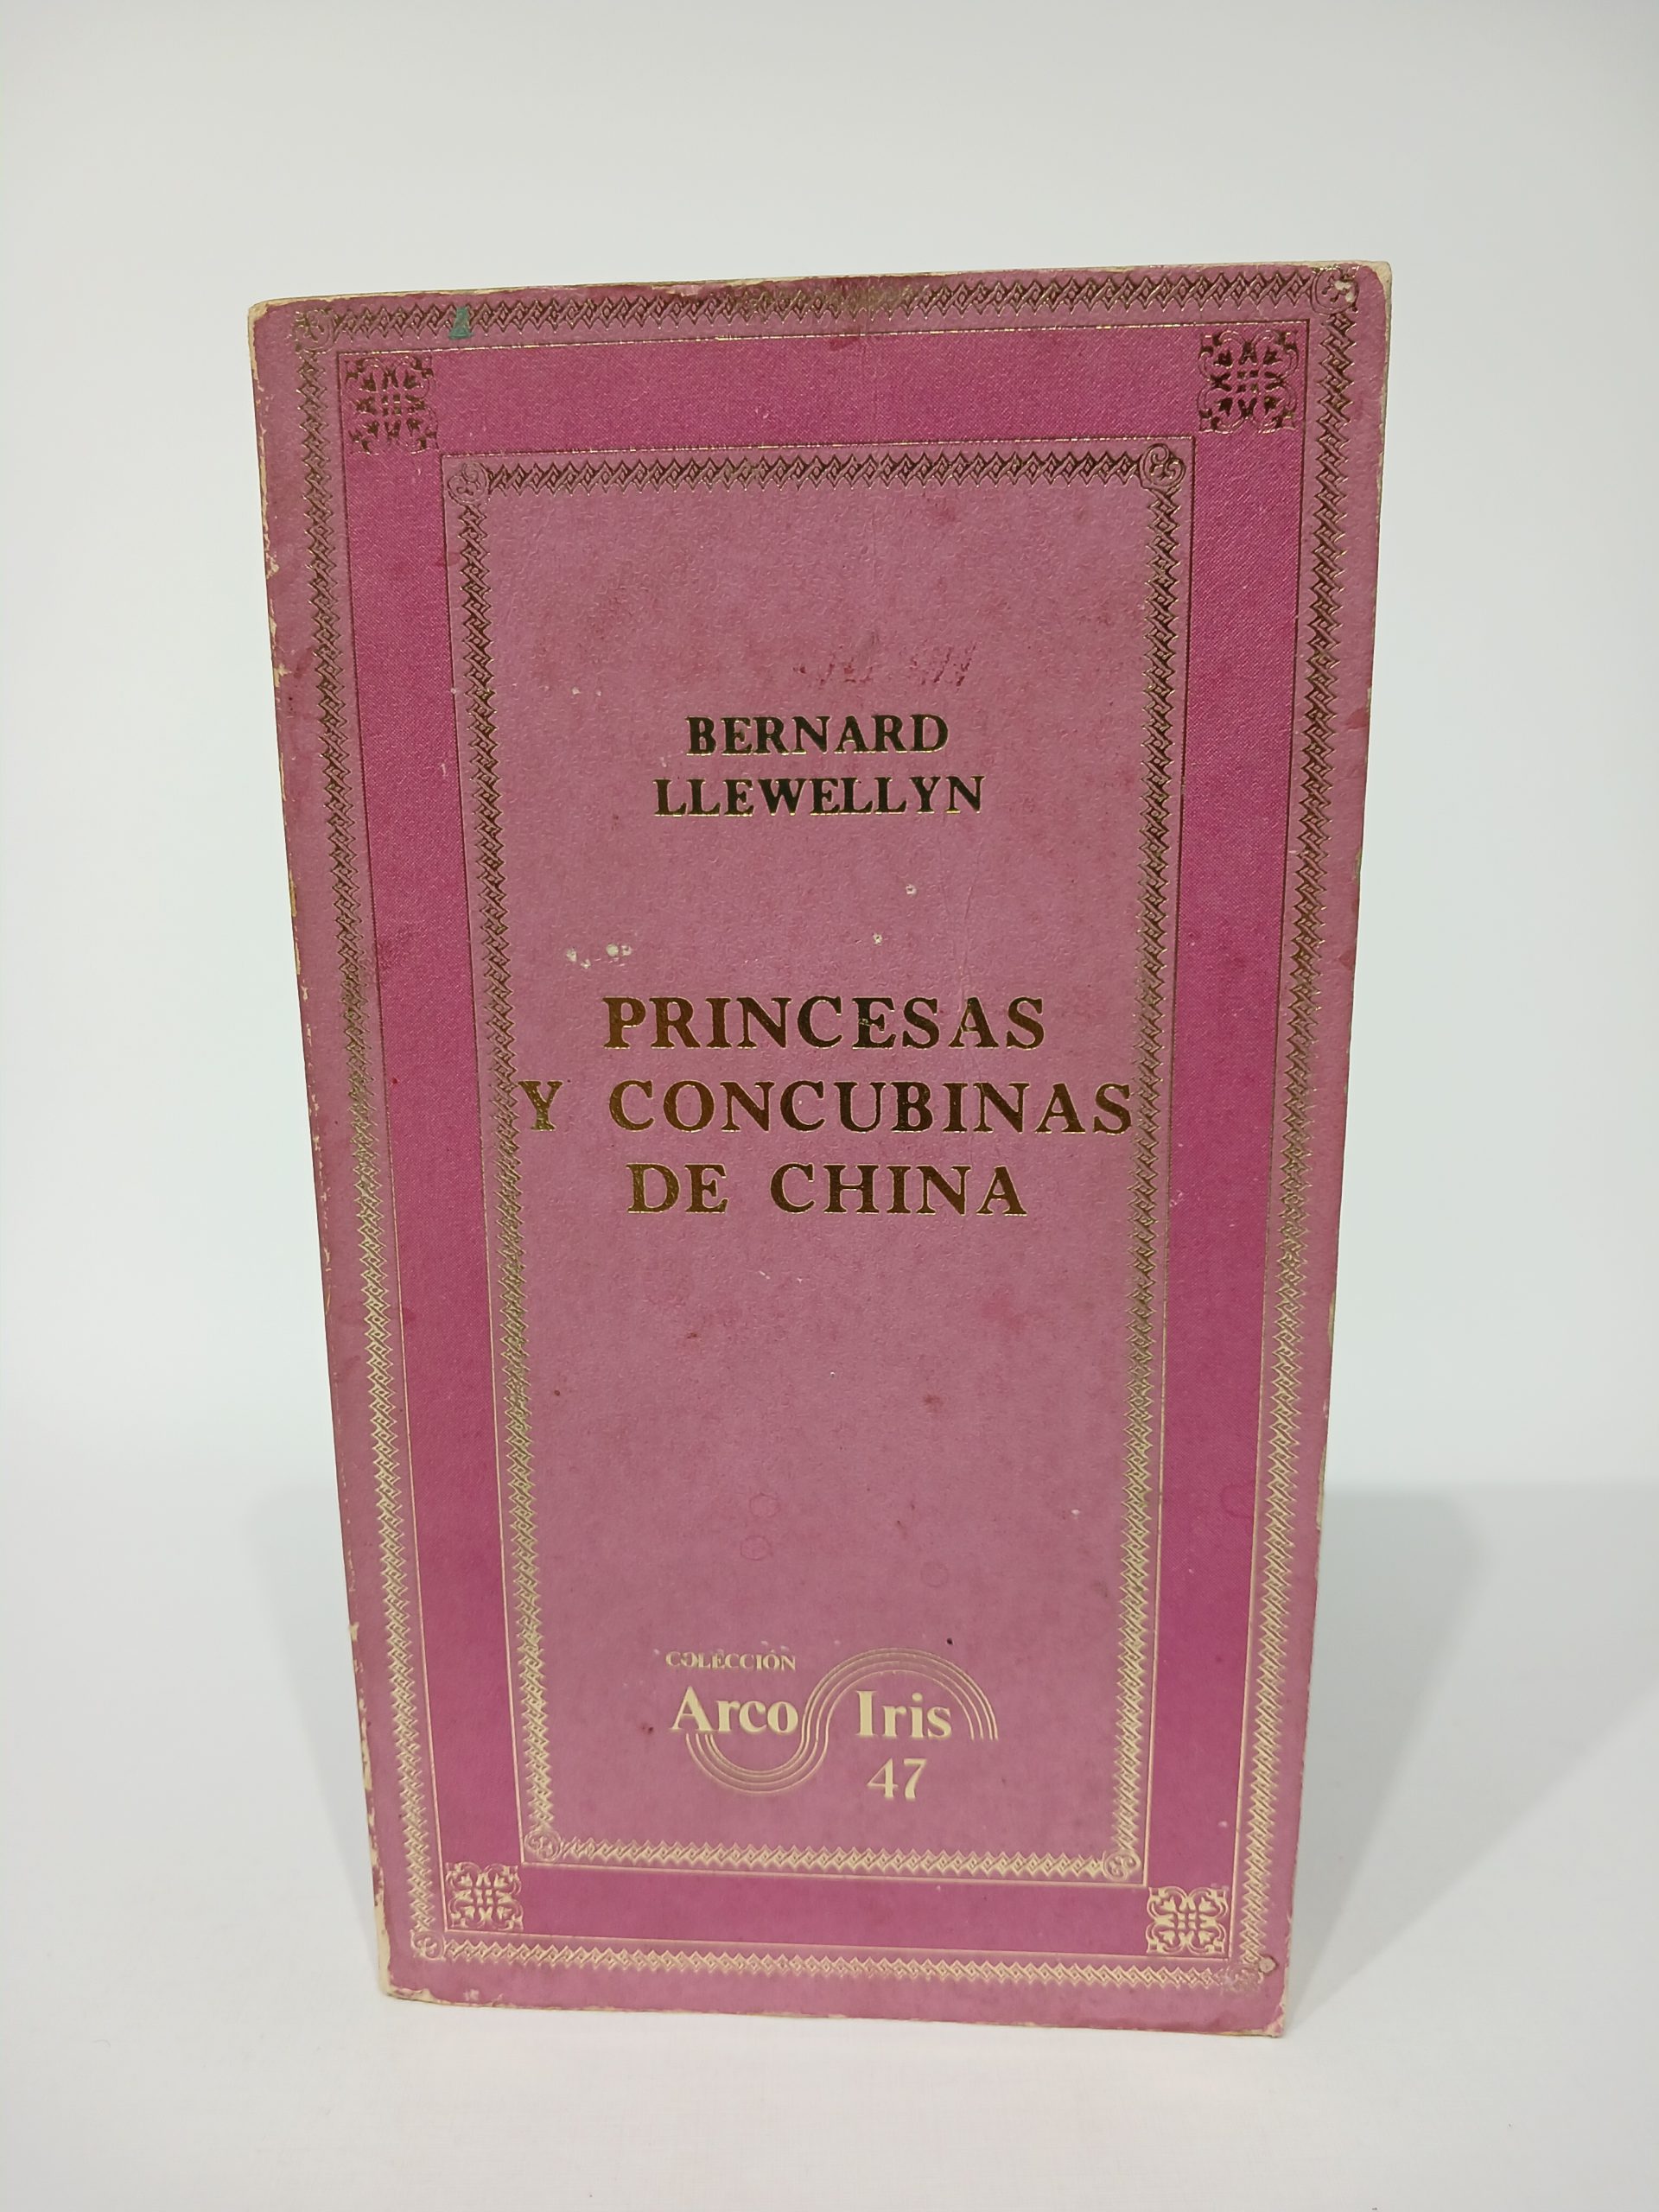 BERNARD
LLEWELLYN
PRINCESAS
Y CONCUBINAS
DE CHINA
COLECCIÓN
Arco Iris
47